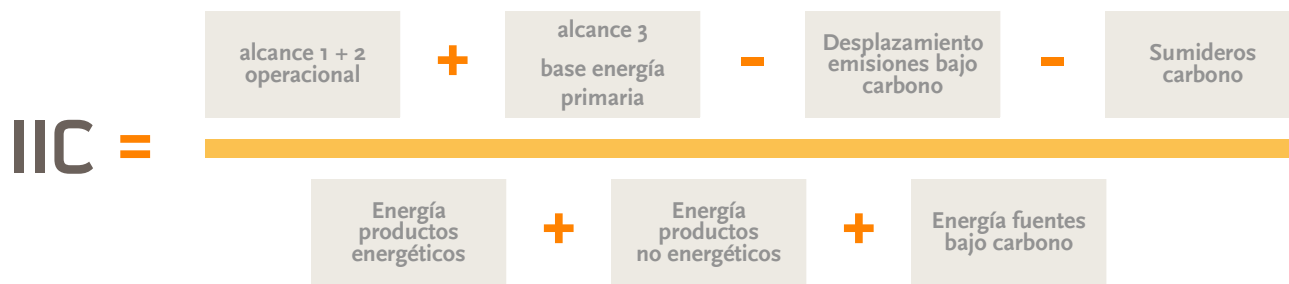 IIC =
alcance 1 + 2
operacional
+
alcance 3
base energía
primaria
-
Desplazamiento
emisiones bajo
carbono
-
Sumideros
carbono
Energía
productos
energéticos
+
Energía
productos
no energéticos
+
Energía fuentes
bajo carbono